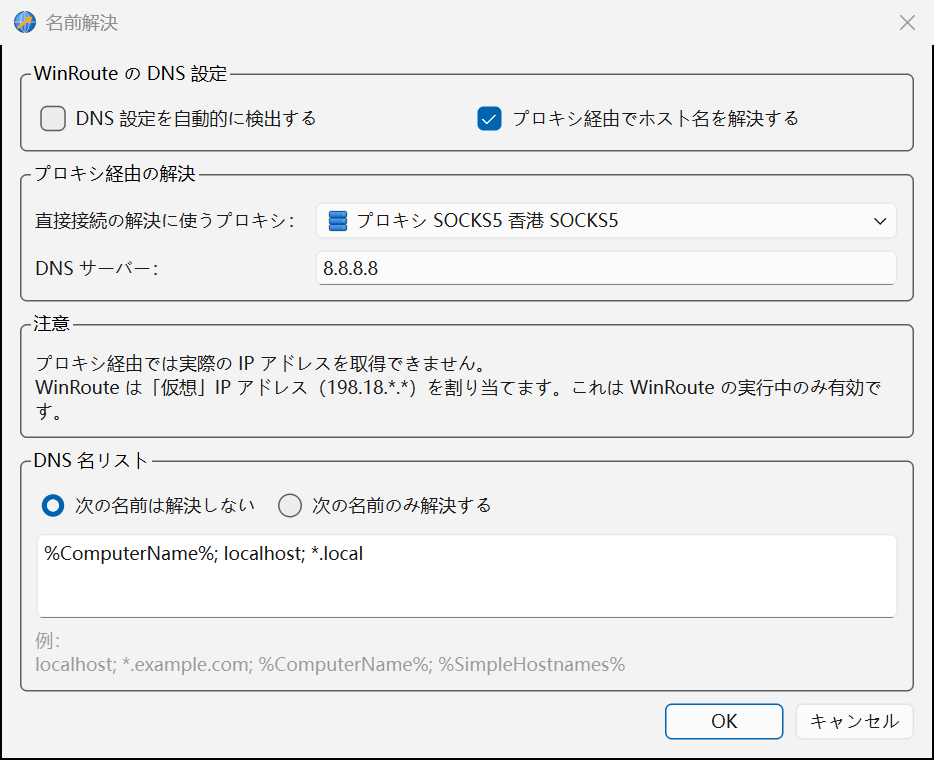 名前解決
WinRoute の DNS 設定
DNS 設定を自動的に検出する
プロキシ経由でホスト名を解決する
プロキシ経由の解決
直接接続の解決に使うプロキシ:
プロキシ SOCKS5 香港 SOCKS5
DNS サーバー:
8.8.8.8
注意
プロキシ経由では実際の IP アドレスを取得できません。
WinRoute は「仮想」IP アドレス（198.18.*.*）を割り当てます。これは WinRoute の実行中のみ有効で
す。
DNS 名リスト
次の名前は解決しない
次の名前のみ解決する
%ComputerName%; localhost; *.local
例:
localhost; *.example.com; %ComputerName%; %SimpleHostnames%
OK
キャンセル